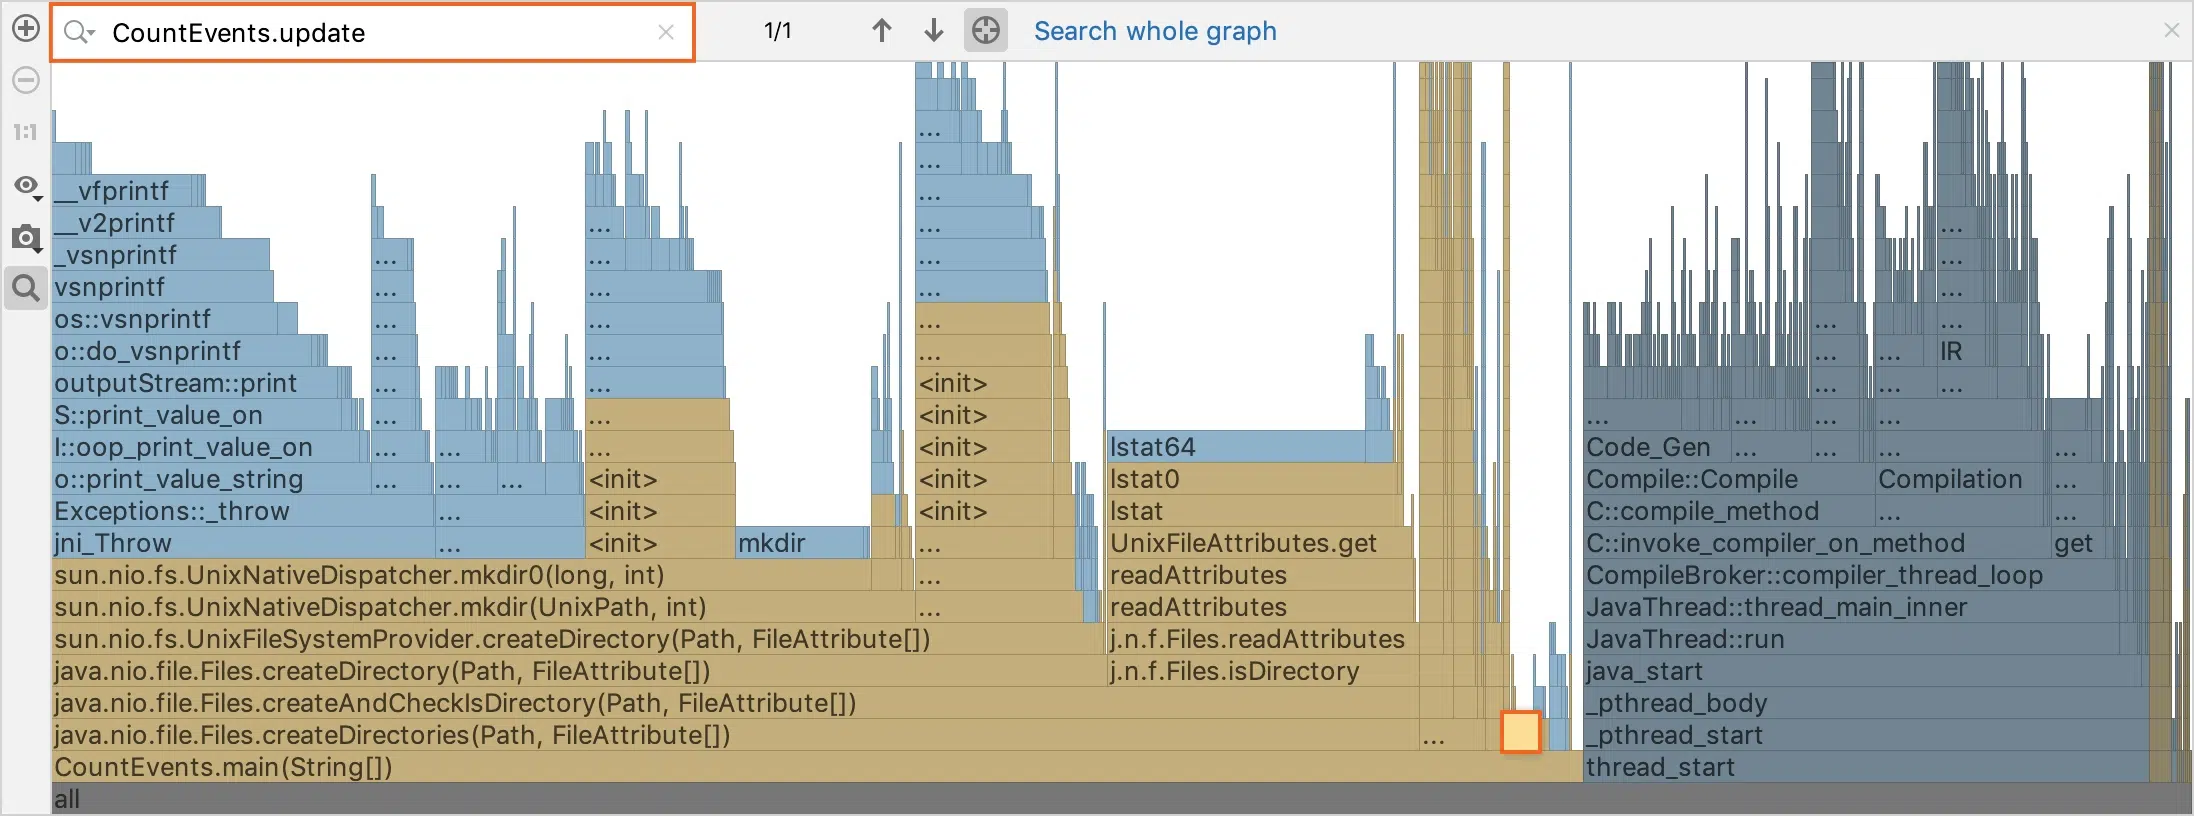 CountEvents.update 1/1 Search whole graph
1:1
...
...
__vfprintf ...
__v2printf ... ... ...
_vsnprintf ... ... ... ...
vsnprintf ... ... ... ...
os::vsnprintf ... ... ... ... ...
o::do_vsnprintf ... ... ... ... ... IR
outputStream::print ... ... <init> ... ... ...
S::print_value_on ... ... <init> ... ... ... ...
I::oop_print_value_on ... ... ... <init> lstat64 Code_Gen ... ... ... ...
o::print_value_string ... ... ... <init> <init> lstat0 Compile::Compile Compilation ...
Exceptions::_throw ... <init> <init> lstat C::compile_method ... ...
jni_Throw ... <init> mkdir ... UnixFileAttributes.get C::invoke_compiler_on_method get
sun.nio.fs.UnixNativeDispatcher.mkdir0(long, int) ... readAttributes CompileBroker::compiler_thread_loop
sun.nio.fs.UnixNativeDispatcher.mkdir(UnixPath, int) ... readAttributes JavaThread::thread_main_inner
sun.nio.fs.UnixFileSystemProvider.createDirectory(Path, FileAttribute[]) j.n.f.Files.readAttributes JavaThread::run
java.nio.file.Files.createDirectory(Path, FileAttribute[]) j.n.f.Files.isDirectory java_start
java.nio.file.Files.createAndCheckIsDirectory(Path, FileAttribute[]) _pthread_body
java.nio.file.Files.createDirectories(Path, FileAttribute[]) ... _pthread_start
CountEvents.main(String[]) thread_start
all